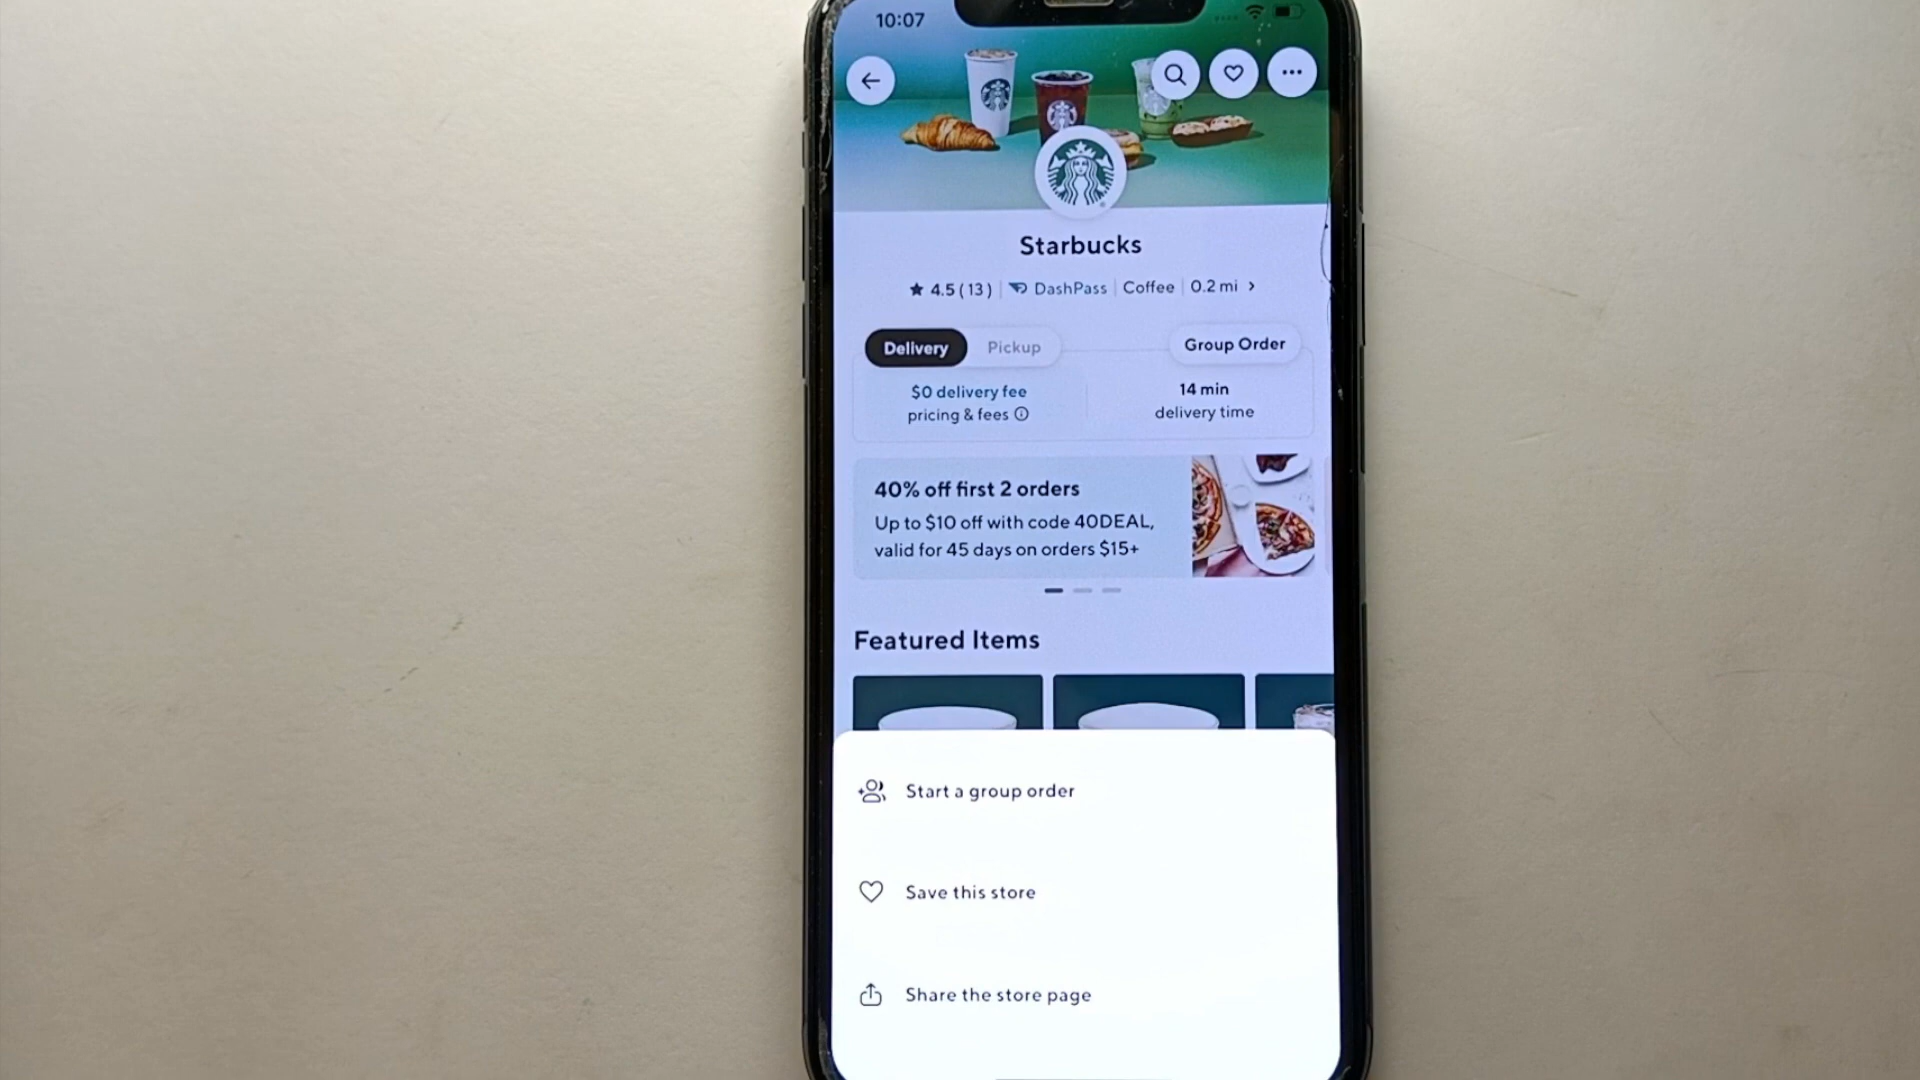 10:07
Starbucks
4.5 (13) DashPass Coffee 0.2 mi
Delivery Pickup Group Order
$0 delivery fee 14 min
pricing & fees delivery time
40% off first 2 orders
Up to $10 off with code 40DEAL,
valid for 45 days on orders $15+
Featured Items
Start a group order
Save this store
Share the store page